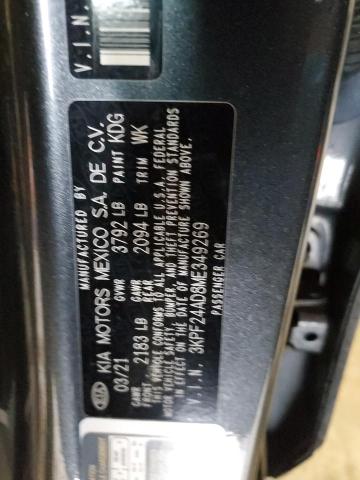 V.I.N.
MANUFACTURED BY
KIA MOTORS MEXICO S.A. DE C.V.
KIA 03/21 GVWR 3792 LB PAINT KDG
GAWR FRONT 2183 LB GAWR REAR 2094 LB TRIM WK
THIS VEHICLE CONFORMS TO ALL APPLICABLE U.S.A. FEDERAL
MOTOR VEHICLE SAFETY, BUMPER, AND THEFT PREVENTION STANDARDS
IN EFFECT ON THE DATE OF MANUFACTURE SHOWN ABOVE.
V.I.N. 3KPF24AD8ME349269
PASSENGER CAR